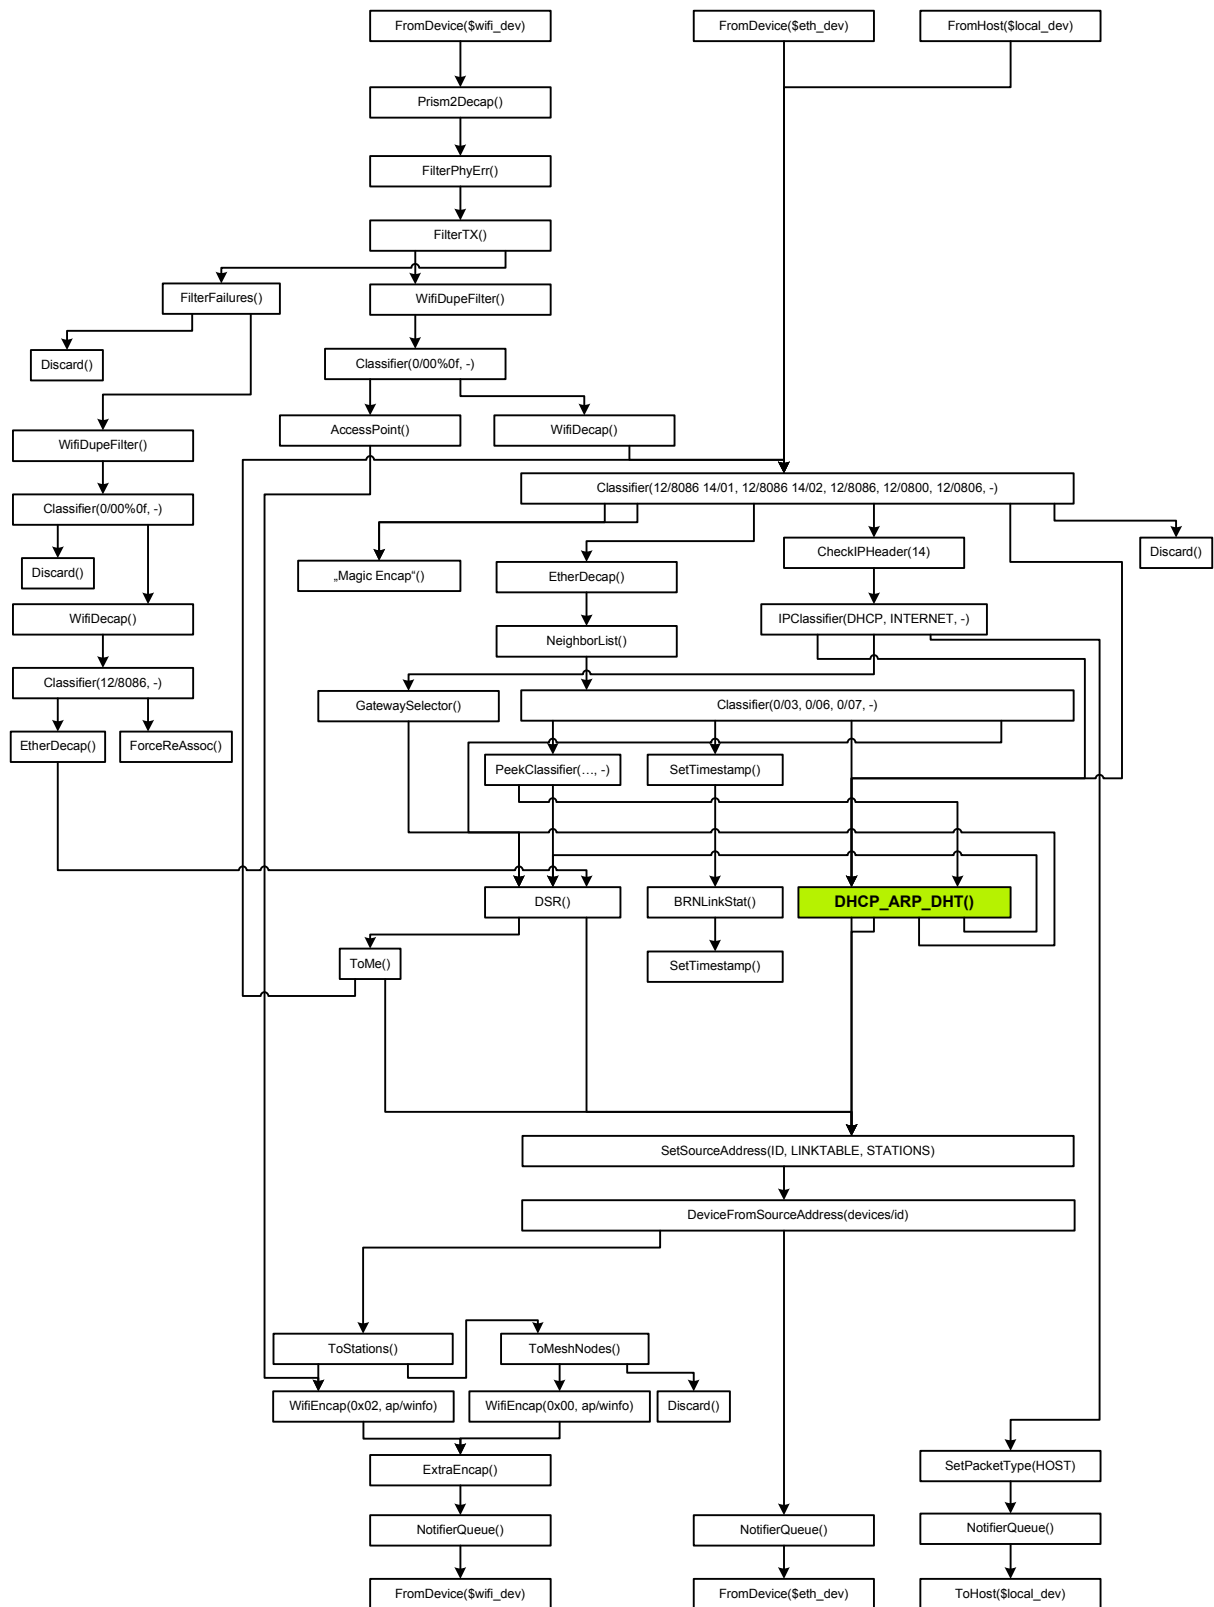 FromDevice($wifi_dev)
FromDevice($eth_dev)
FromHost($local_dev)
Prism2Decap()
FilterPhyErr()
FilterTX()
FilterFailures()
WifiDupeFilter()
Discard()
Classifier(0/00%0f, -)
AccessPoint()
WifiDecap()
WifiDupeFilter()
Classifier(12/8086 14/01, 12/8086 14/02, 12/8086, 12/0800, 12/0806, -)
Classifier(0/00%0f, -)
Discard()
„Magic Encap“()
EtherDecap()
CheckIPHeader(14)
Discard()
WifiDecap()
NeighborList()
IPClassifier(DHCP, INTERNET, -)
Classifier(12/8086, -)
GatewaySelector()
Classifier(0/03, 0/06, 0/07, -)
EtherDecap()
ForceReAssoc()
PeekClassifier(…, -)
SetTimestamp()
DSR()
BRNLinkStat()
DHCP_ARP_DHT()
ToMe()
SetTimestamp()
SetSourceAddress(ID, LINKTABLE, STATIONS)
DeviceFromSourceAddress(devices/id)
ToStations()
ToMeshNodes()
WifiEncap(0x02, ap/winfo)
WifiEncap(0x00, ap/winfo)
Discard()
ExtraEncap()
SetPacketType(HOST)
NotifierQueue()
NotifierQueue()
NotifierQueue()
FromDevice($wifi_dev)
FromDevice($eth_dev)
ToHost($local_dev)